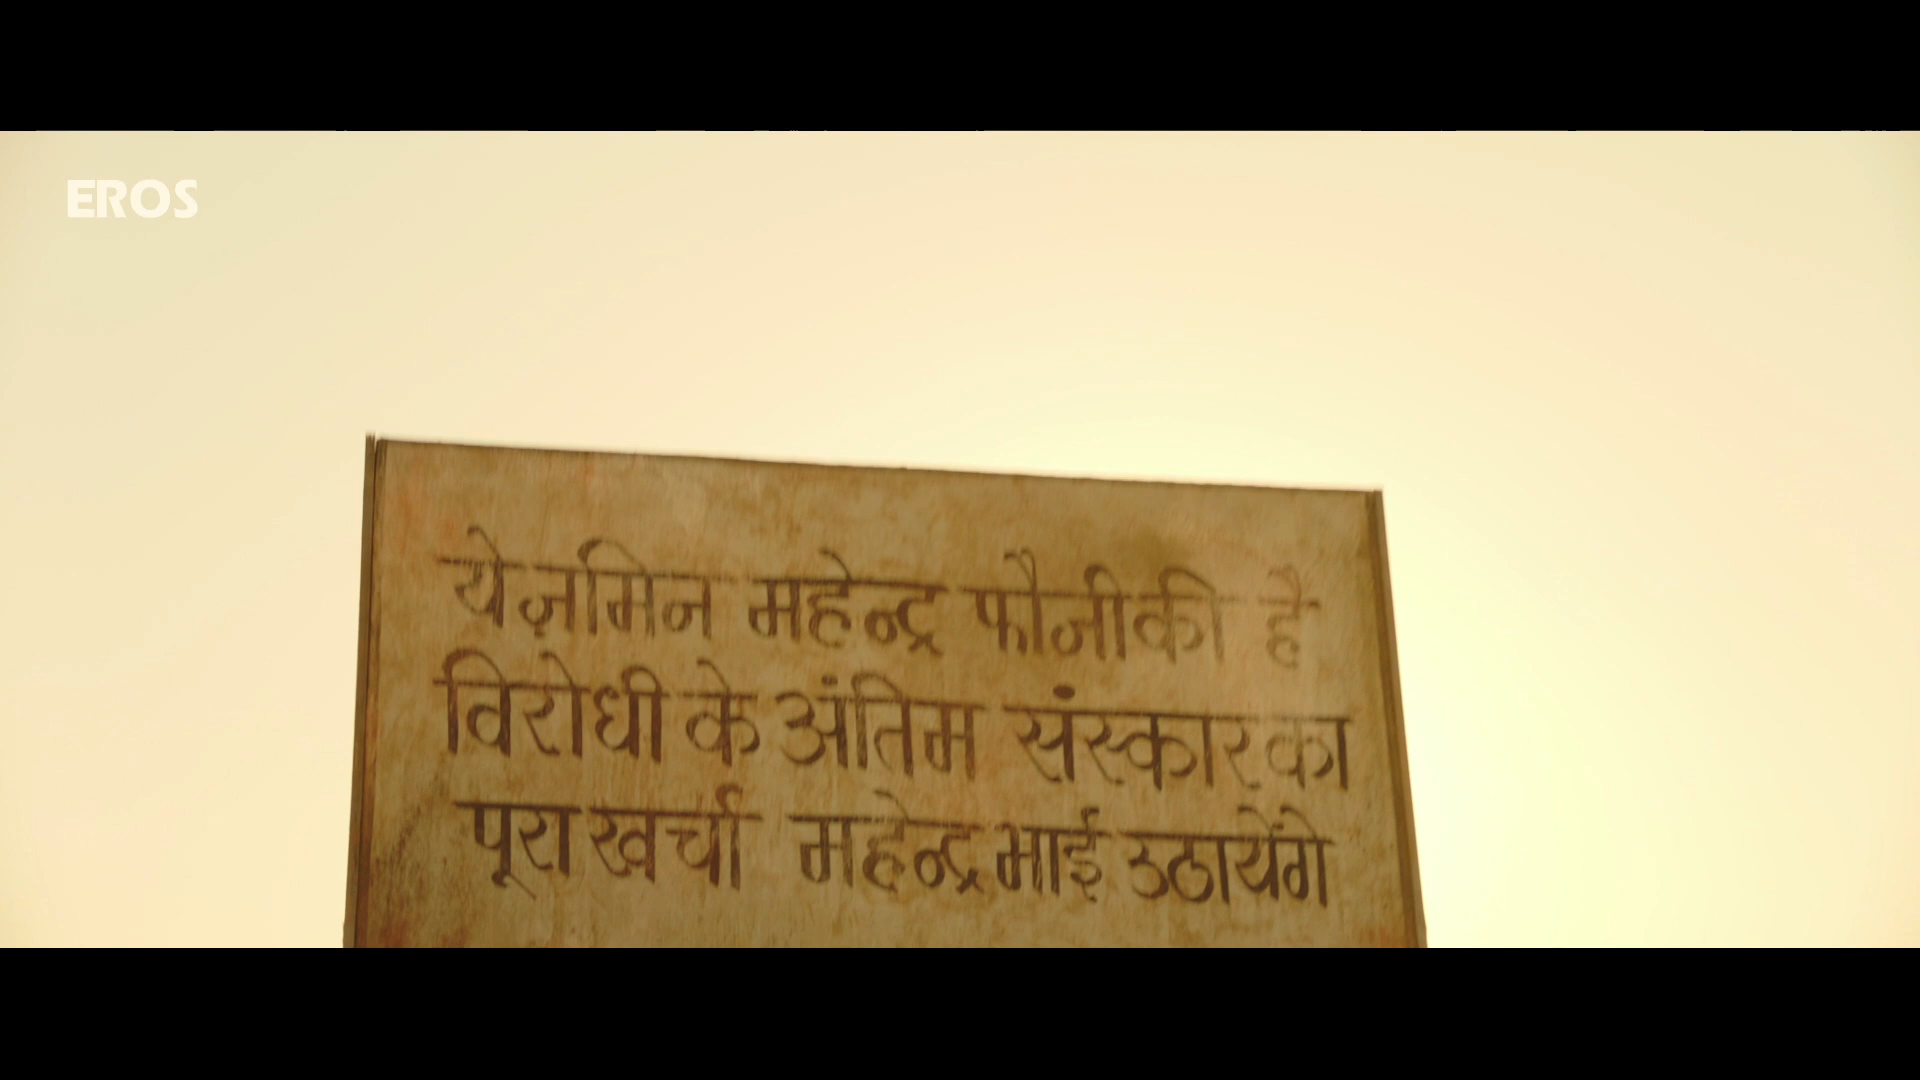 EROS
ये ज़मिन महेन्द्र फौजी की है
विरोधी के अंतिम संस्कार का
पूरा खर्चा महेन्द्र भाई उठायेंगे